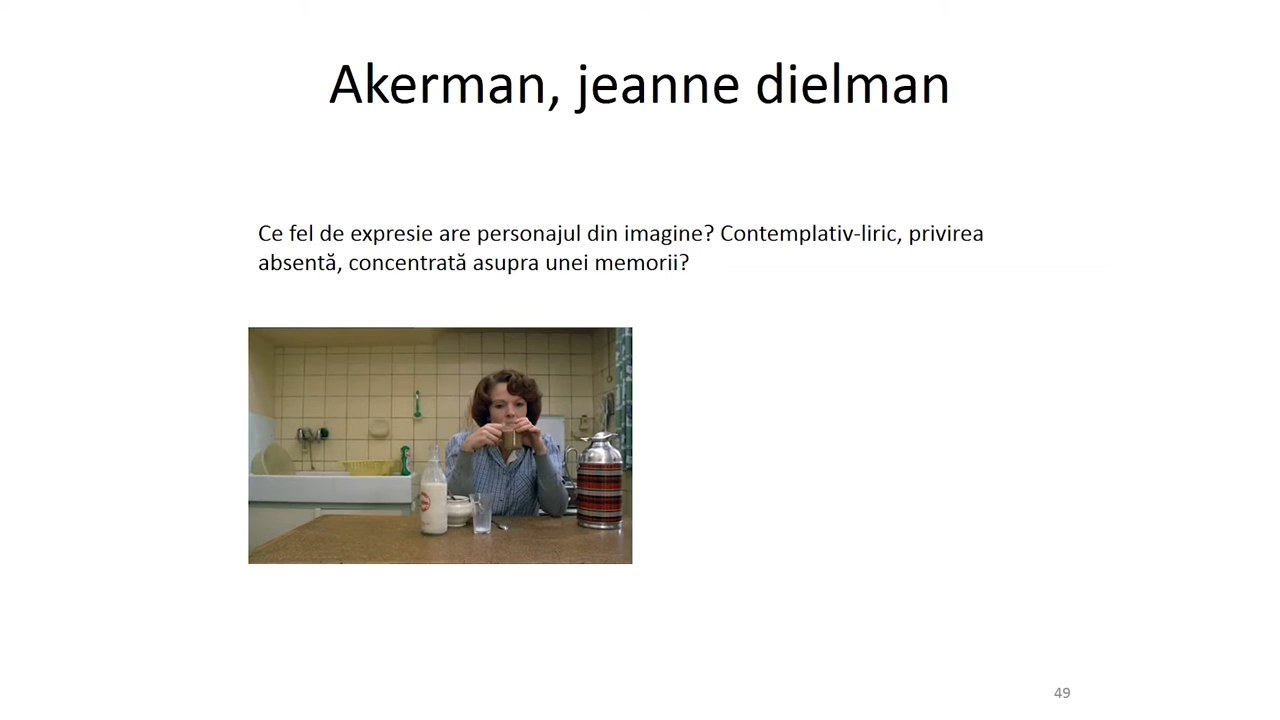 Akerman, jeanne dielman
Ce fel de expresie are personajul din imagine? Contemplativ-liric, privirea
absentă, concentrată asupra unei memorii?
49